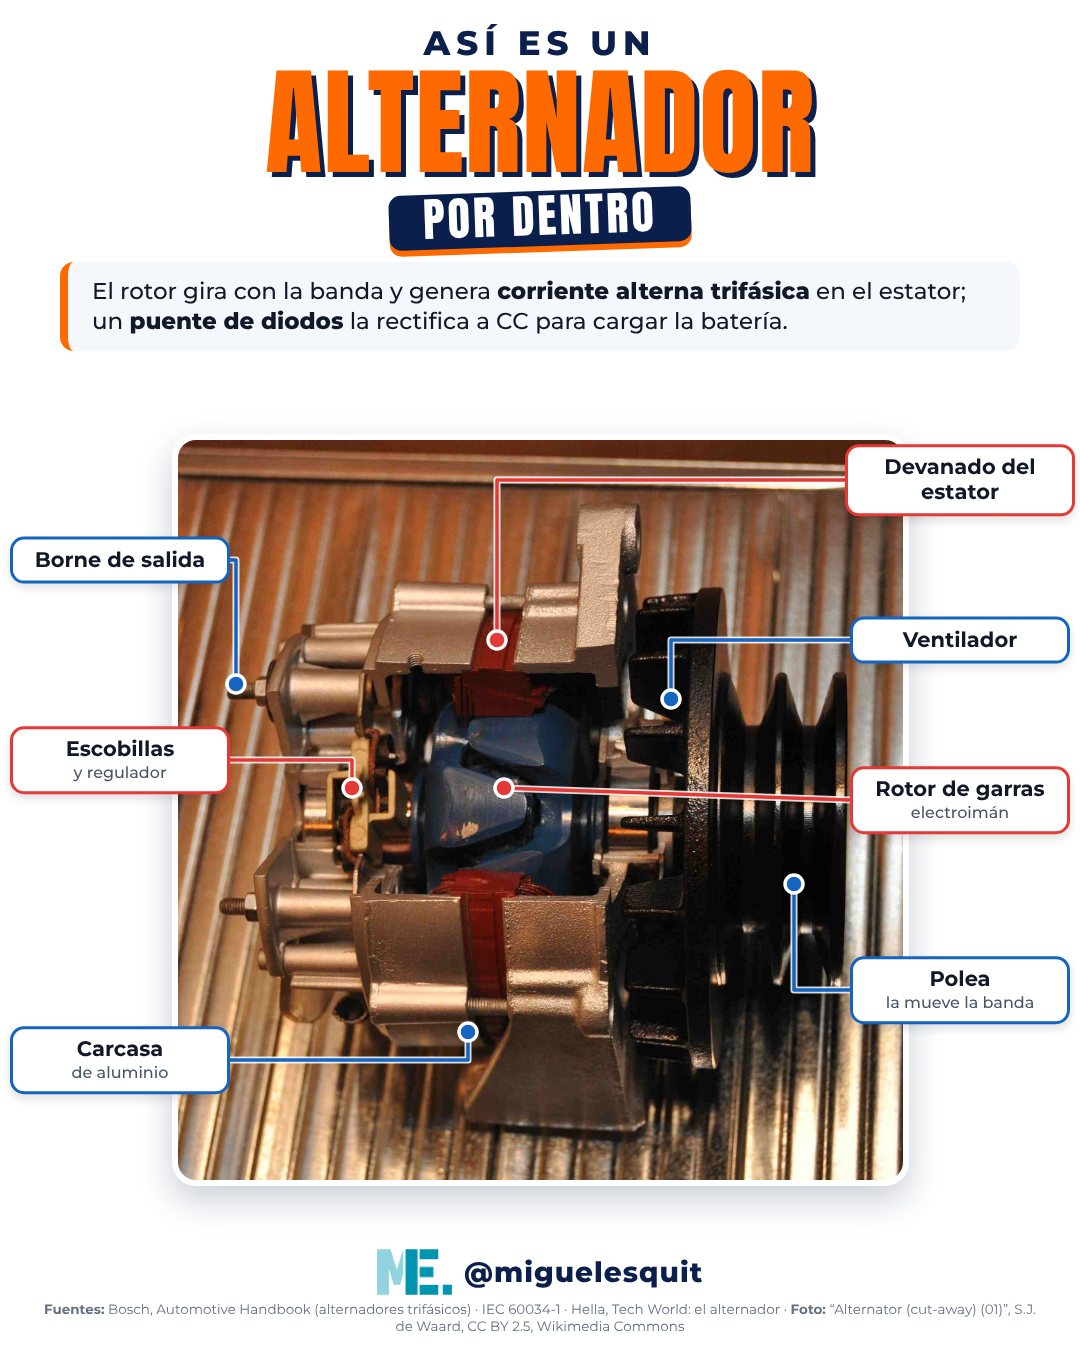 ASÍ ES UN
ALTERNADOR
POR DENTRO
El rotor gira con la banda y genera corriente alterna trifásica en el estator;
un puente de diodos la rectifica a CC para cargar la batería.
Devanado del
estator
Borne de salida
Ventilador
Escobillas
y regulador
Rotor de garras
electroimán
Polea
la mueve la banda
Carcasa
de aluminio
ME. @miguelesquit
Fuentes: Bosch, Automotive Handbook (alternadores trifásicos) · IEC 60034-1 · Hella, Tech World: el alternador · Foto: “Alternator (cut-away) (01)”, S.J.
de Waard, CC BY 2.5, Wikimedia Commons